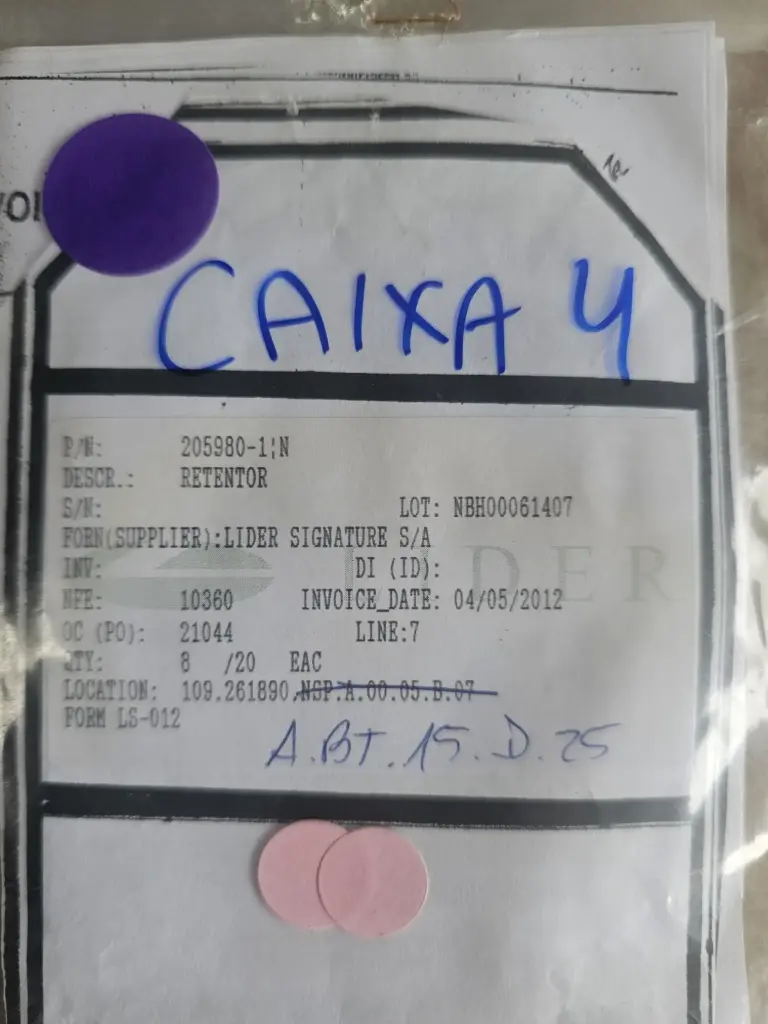 CAIXA 4
P/N: 205980-1¦N
DESCR.: RETENTOR
S/N: LOT: NBH00061407
FORN(SUPPLIER):LIDER SIGNATURE S/A
LIDER
INV: DI (ID):
NFE: 10360 INVOICE_DATE: 04/05/2012
OC (PO): 21044 LINE:7
QTY: 8 /20 EAC
LOCATION: 109.261890,NSP.A.00.05.B.07
FORM LS-012
A.BT.15.D.25